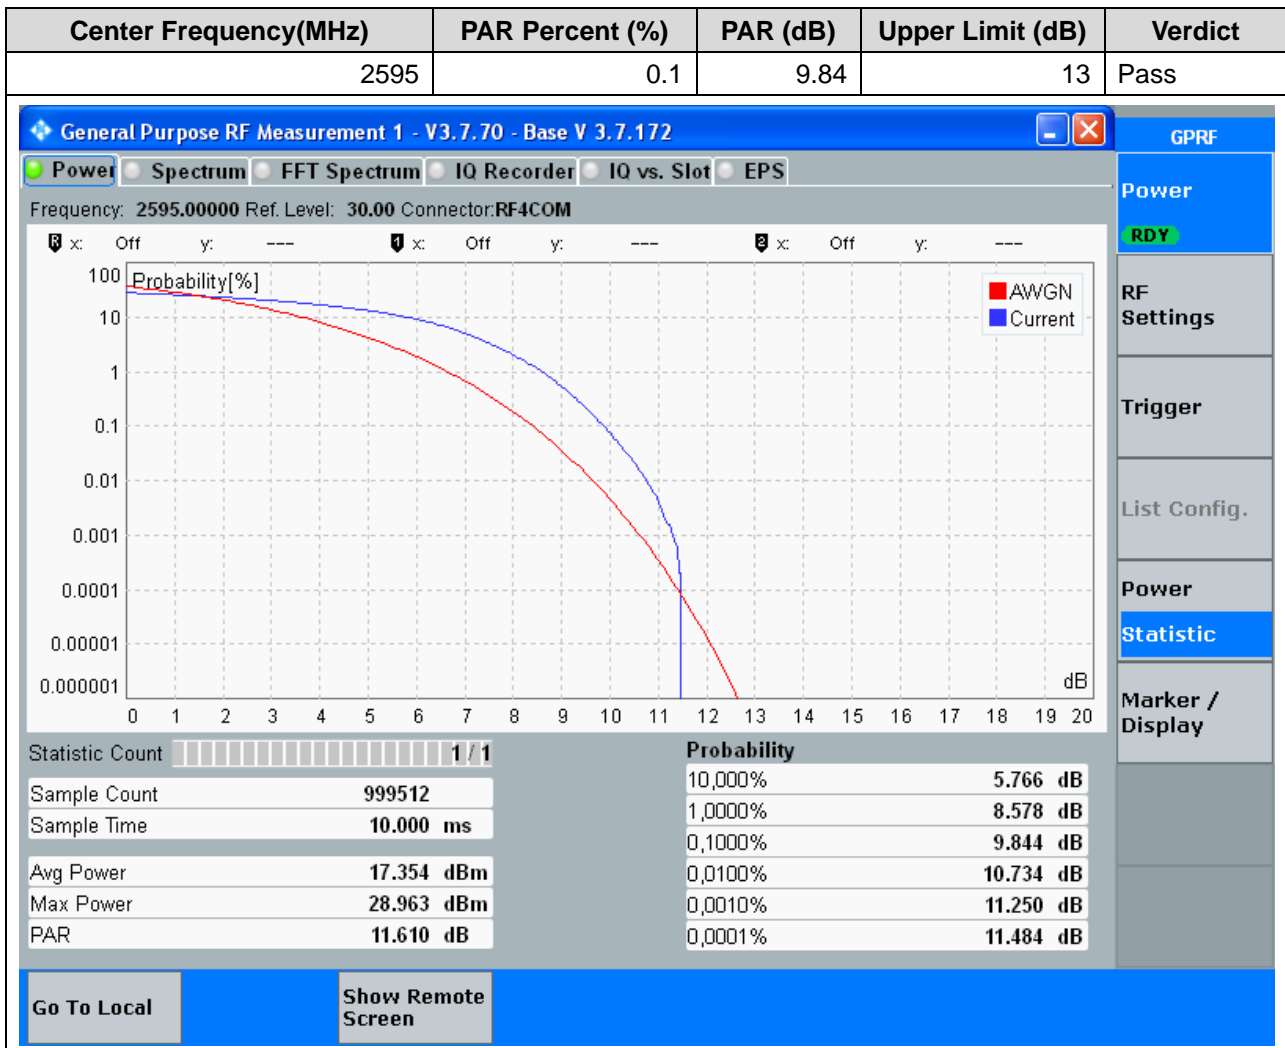 Center Frequency(MHz) PAR Percent (%) PAR (dB) Upper Limit (dB) Verdict
2595 0.1 9.84 13 Pass
General Purpose RF Measurement 1 - V3.7.70 - Base V 3.7.172
GPRF
Power Spectrum FFT Spectrum IQ Recorder IQ vs. Slot EPS
Frequency: 2595.00000 Ref. Level: 30.00 Connector:RF4COM
R x: Off y: --- 1 x: Off y: --- 2 x: Off y: ---
Probability[%]
AWGN
Current
100
10
1
0.1
0.01
0.001
0.0001
0.00001
0.000001
dB
0 1 2 3 4 5 6 7 8 9 10 11 12 13 14 15 16 17 18 19 20
Statistic Count 1 / 1
Sample Count 999512
Sample Time 10.000 ms
Avg Power 17.354 dBm
Max Power 28.963 dBm
PAR 11.610 dB
Probability
10,000% 5.766 dB
1,0000% 8.578 dB
0,1000% 9.844 dB
0,0100% 10.734 dB
0,0010% 11.250 dB
0,0001% 11.484 dB
Power
RDY
RF
Settings
Trigger
List Config.
Power
Statistic
Marker /
Display
Go To Local
Show Remote
Screen